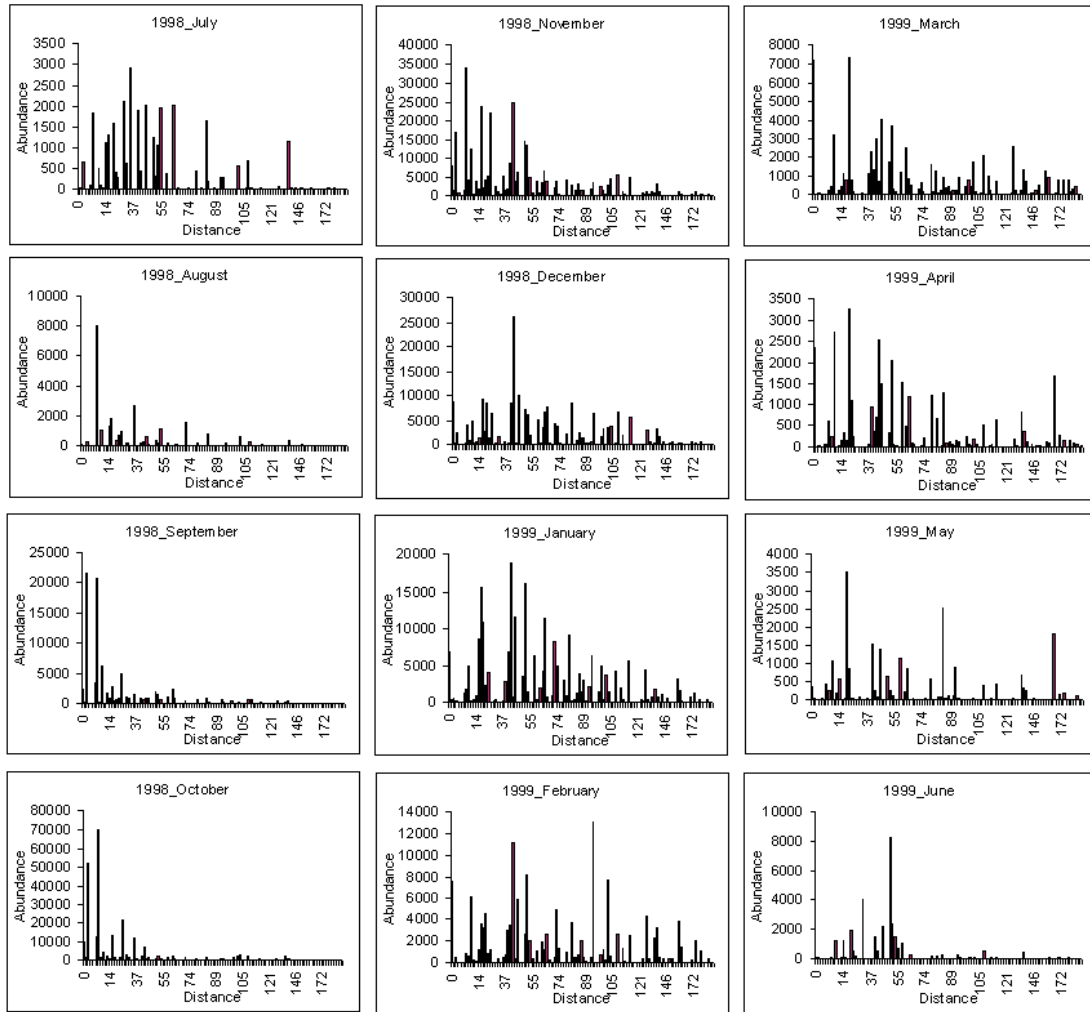 1998_July
3500
3000
2500
2000
1500
1000
500
0
Abundance
0 14 37 55 74 89 105 121 146 172
Distance
1998_November
40000
35000
30000
25000
20000
15000
10000
5000
0
Abundance
0 14 37 55 74 89 105 121 146 172
Distance
1999_March
8000
7000
6000
5000
4000
3000
2000
1000
0
Abundance
0 14 37 55 74 89 105 121 146 172
Distance
1998_August
10000
8000
6000
4000
2000
0
Abundance
0 14 37 55 74 89 105 121 146 172
Distance
1998_December
30000
25000
20000
15000
10000
5000
0
Abundance
0 14 37 55 74 89 105 121 146 172
Distance
1999_April
3500
3000
2500
2000
1500
1000
500
0
Abundance
0 14 37 55 74 89 105 121 146 172
Distance
1998_September
25000
20000
15000
10000
5000
0
Abundance
0 14 37 55 74 89 105 121 146 172
Distance
1999_January
20000
15000
10000
5000
0
Abundance
0 14 37 55 74 89 105 121 146 172
Distance
1999_May
4000
3500
3000
2500
2000
1500
1000
500
0
Abundance
0 14 37 55 74 89 105 121 146 172
Distance
1998_October
80000
70000
60000
50000
40000
30000
20000
10000
0
Abundance
0 14 37 55 74 89 105 121 146 172
Distance
1999_February
14000
12000
10000
8000
6000
4000
2000
0
Abundance
0 14 37 55 74 89 105 121 146 172
Distance
1999_June
10000
8000
6000
4000
2000
0
Abundance
0 14 37 55 74 89 105 121 146 172
Distance